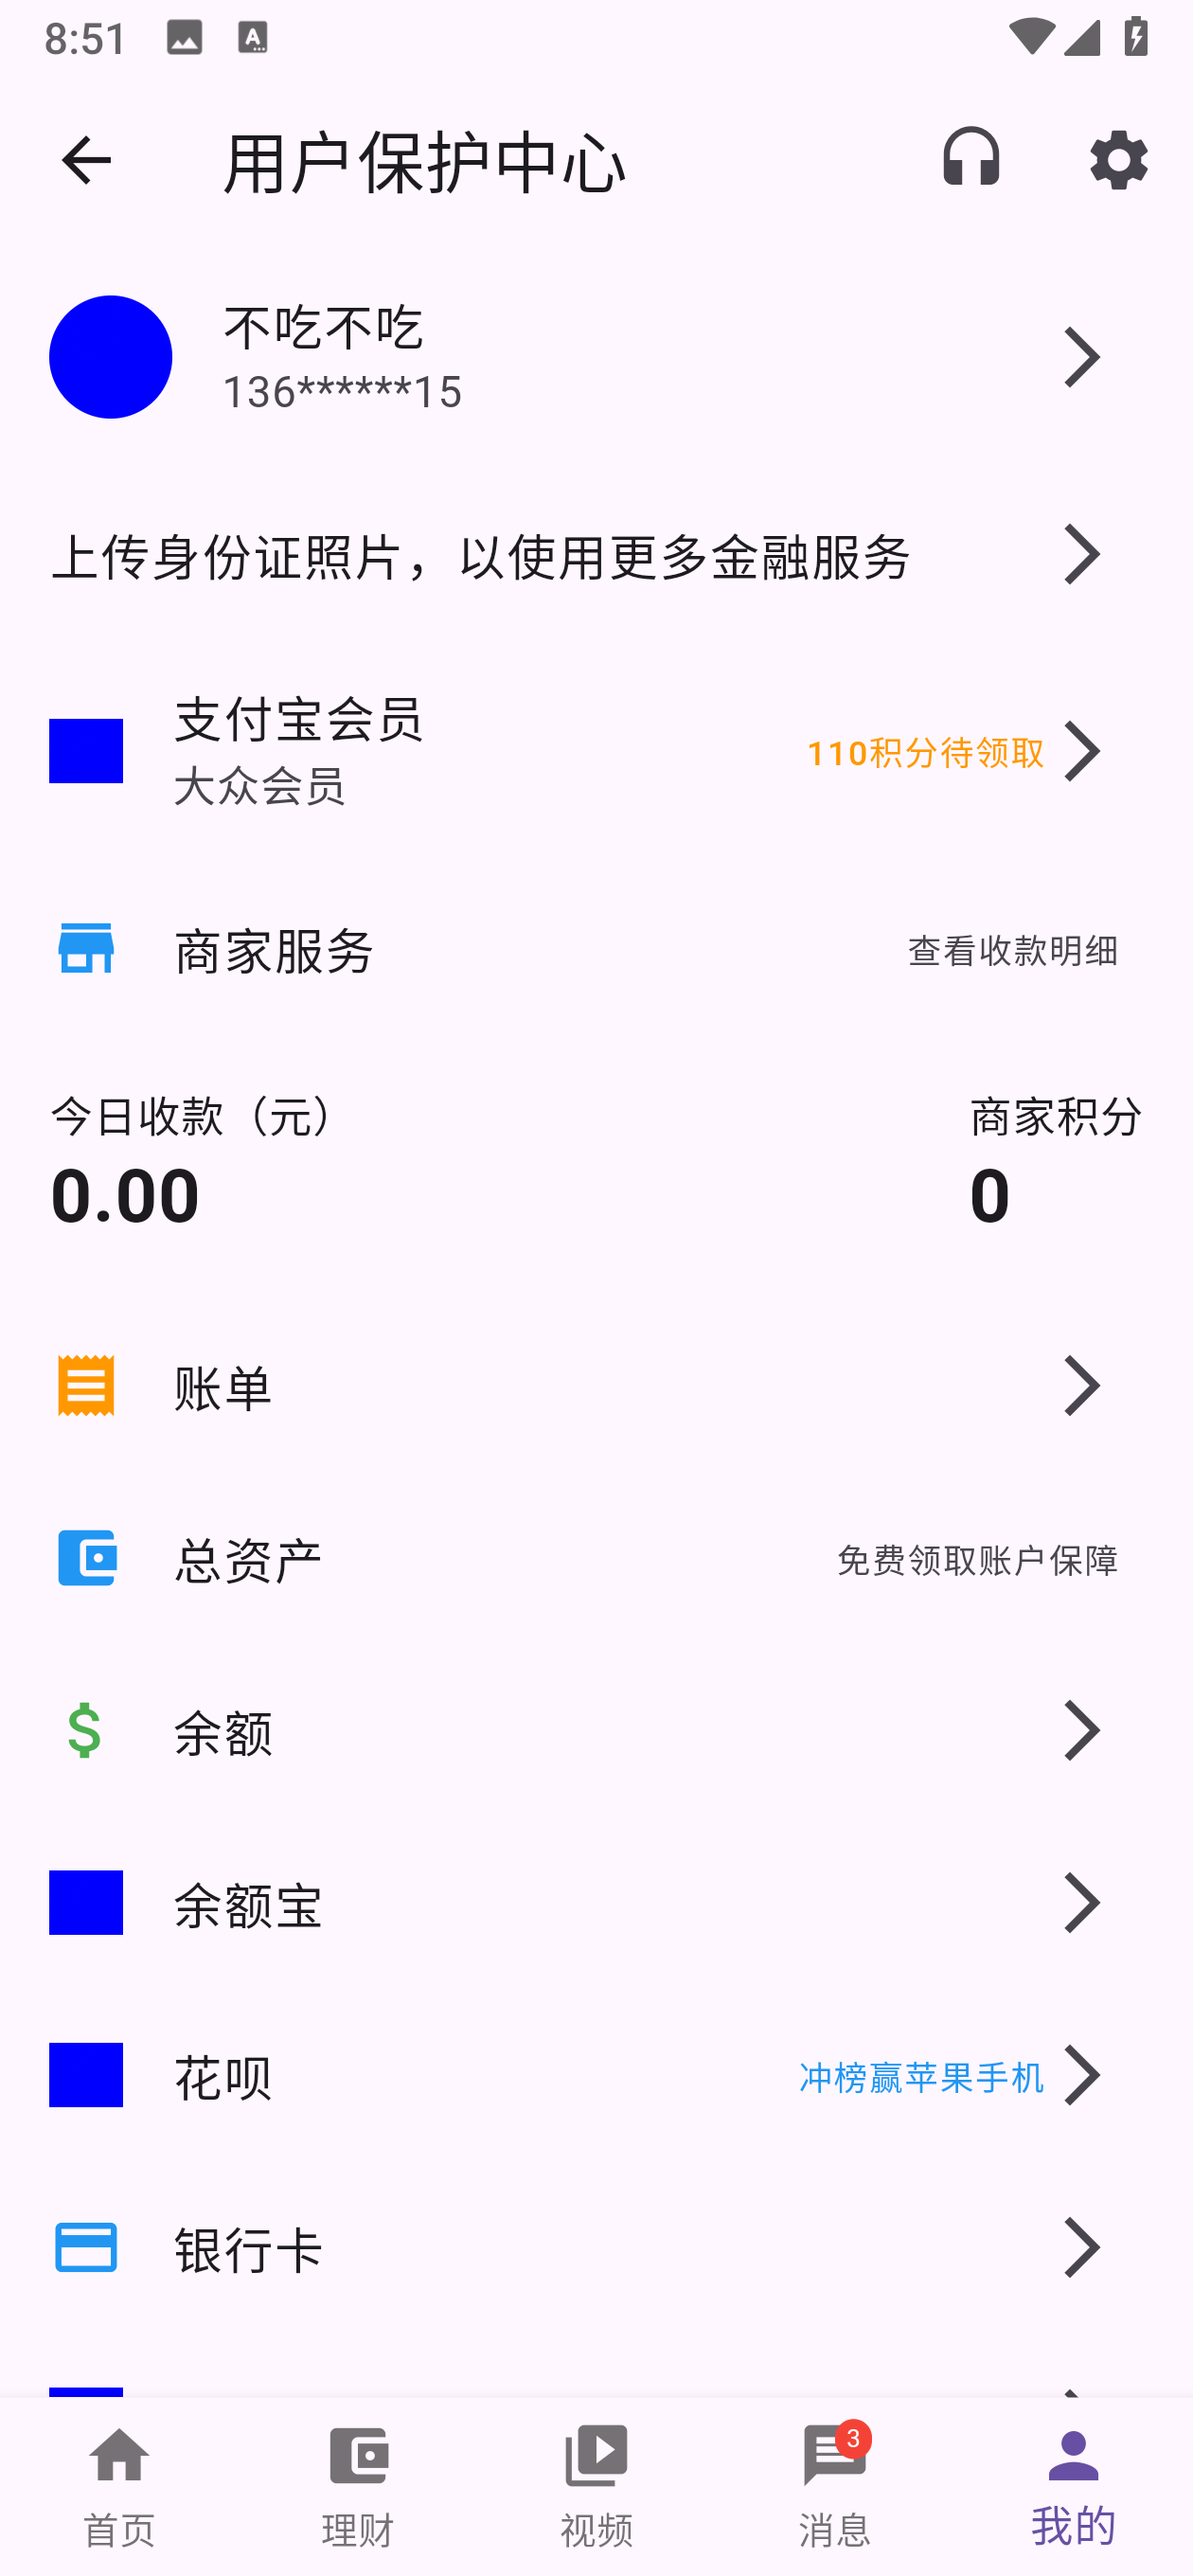 8:51
用户保护中心
不吃不吃
136******15
上传身份证照片，以使用更多金融服务
支付宝会员
大众会员
110积分待领取
商家服务
查看收款明细
今日收款（元）
商家积分
0.00
0
账单
总资产
免费领取账户保障
余额
余额宝
花呗
冲榜赢苹果手机
银行卡
3
首页
理财
视频
消息
我的